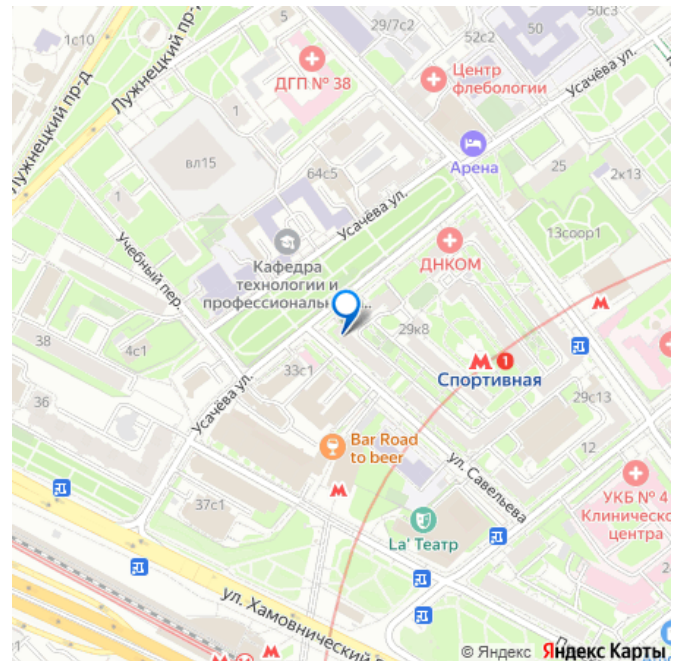 1с10
5
29/7с2
50с3
50
52с2
Лужнецкий пр-д
Лужнецкий пр-д
ДГП № 38
Центр
флебологии
Усачёва ул.
1
вл15
64с5
Арена
25
2к13
1
Усачёва ул.
13соор1
Учебный пер.
Кафедра
технологии и
профессиональн...
ДНКОМ
29к8
38
4с1
33с1
1
Спортивная
29с13
36
Усачёва ул.
Bar Road
to beer
12
ул. Савельева
37с1
УКБ № 4
Клиническо
центра
La' Театр
ул. Хамовнический
© Яндекс Яндекс Карты